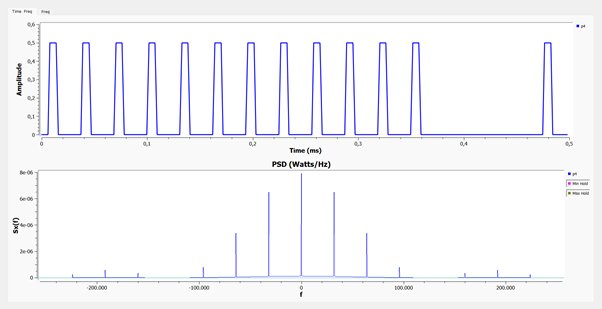 Time Freq Freq
0,6
0,5
0,4
0,3
0,2
0,1
0
Amplitude
p4
0 0,1 0,2 0,3 0,4 0,5
Time (ms)
PSD (Watts/Hz)
8e-06
6e-06
4e-06
2e-06
0
Sx(f)
p4
Min Hold
Max Hold
-200.000 -100.000 0 100.000 200.000
f